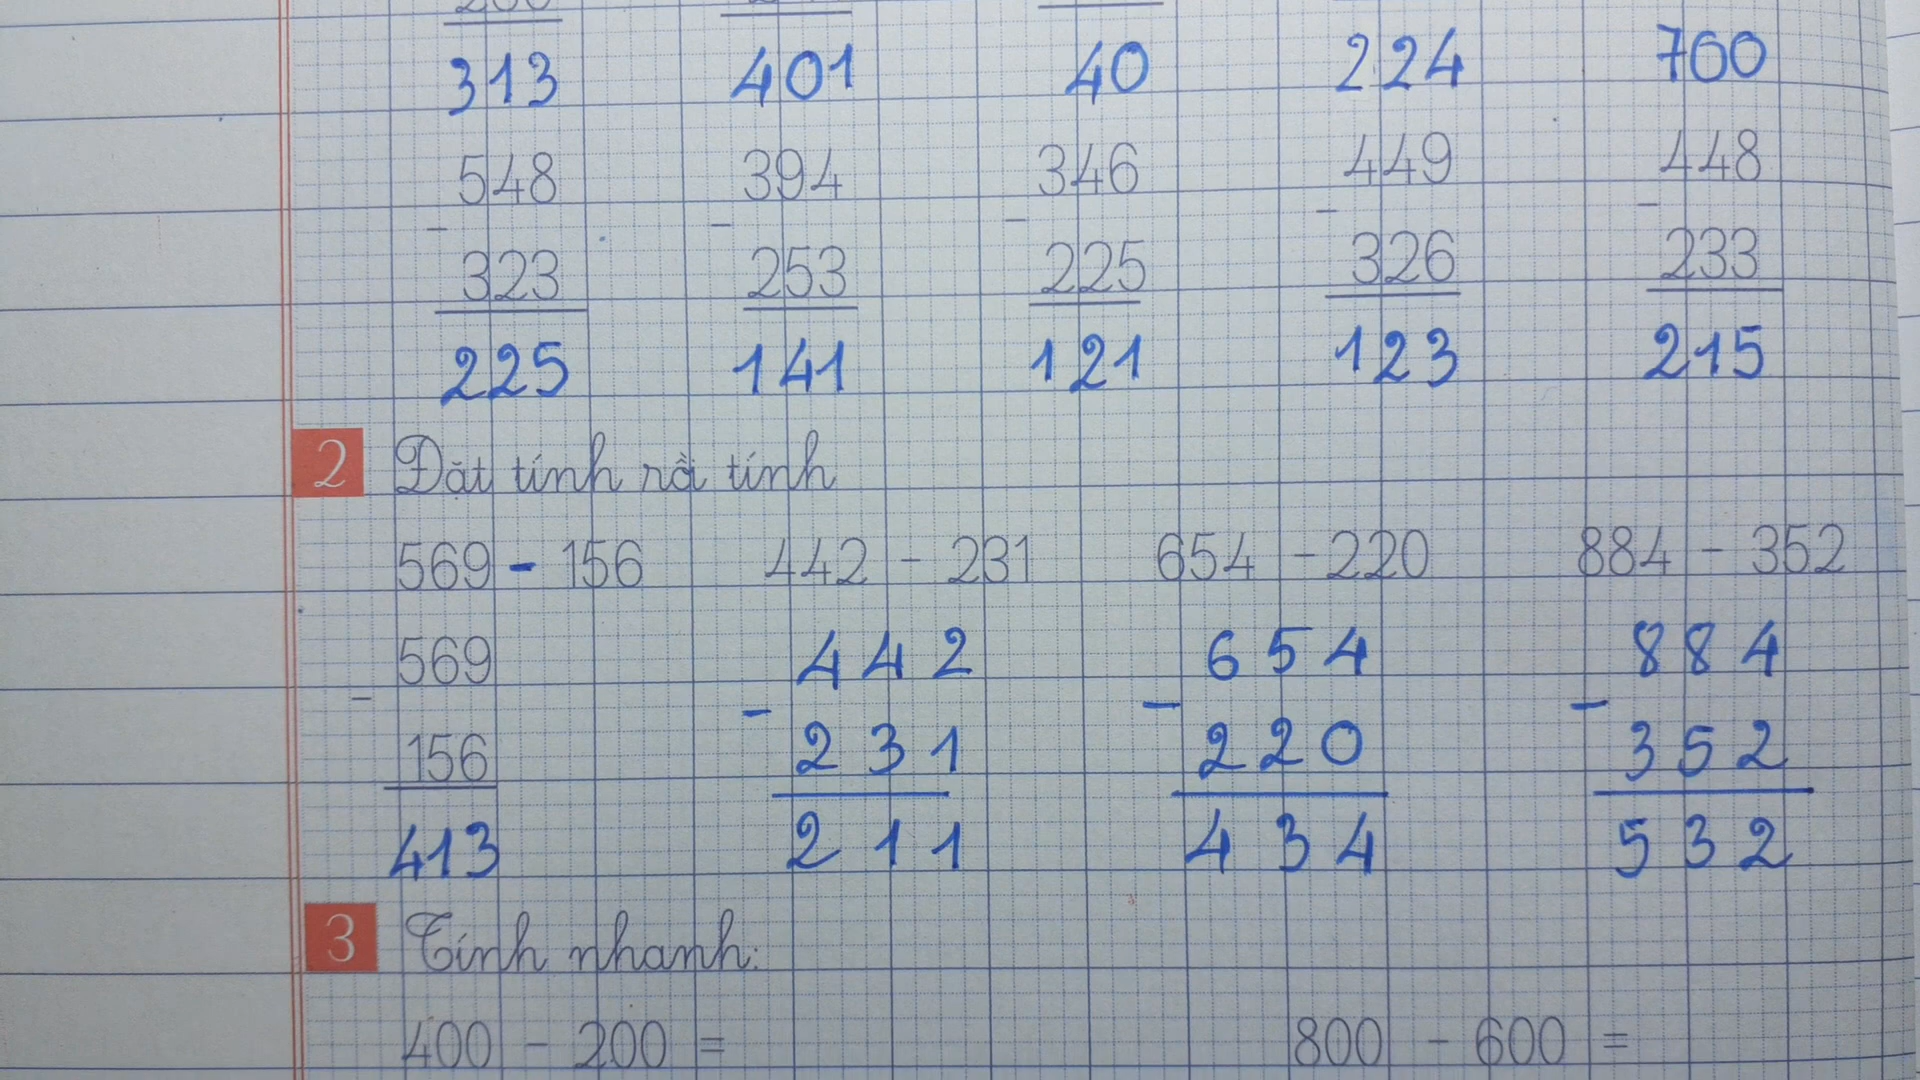 313 401 40 224 700
548 394 346 449 448
- - - - -
323 253 225 326 233
225 141 121 123 215
2 Đặt tính rồi tính
569 - 156 442 - 231 654 - 220 884 - 352
569 442 654 884
- - - -
156 231 220 352
413 211 434 532
3 Tính nhanh:
400 - 200 = 800 - 600 =